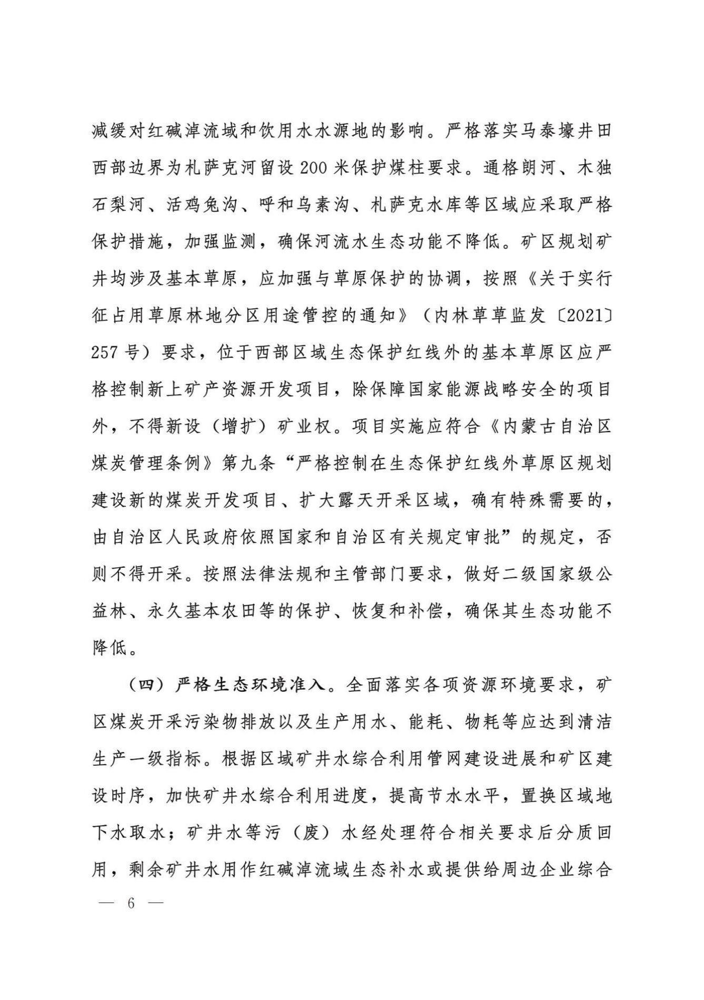 减缓对红碱淖流域和饮用水水源地的影响。严格落实马泰壕井田
西部边界为札萨克河留设 200 米保护煤柱要求。通格朗河、木独
石梨河、活鸡兔沟、呼和乌素沟、札萨克水库等区域应采取严格
保护措施，加强监测，确保河流水生态功能不降低。矿区规划矿
井均涉及基本草原，应加强与草原保护的协调，按照《关于实行
征占用草原林地分区用途管控的通知》（内林草草监发〔2021〕
257 号）要求，位于西部区域生态保护红线外的基本草原区应严
格控制新上矿产资源开发项目，除保障国家能源战略安全的项目
外，不得新设（增扩）矿业权。项目实施应符合《内蒙古自治区
煤炭管理条例》第九条“严格控制在生态保护红线外草原区规划
建设新的煤炭开发项目、扩大露天开采区域，确有特殊需要的，
由自治区人民政府依照国家和自治区有关规定审批”的规定，否
则不得开采。按照法律法规和主管部门要求，做好二级国家级公
益林、永久基本农田等的保护、恢复和补偿，确保其生态功能不
降低。
（四）严格生态环境准入。全面落实各项资源环境要求，矿
区煤炭开采污染物排放以及生产用水、能耗、物耗等应达到清洁
生产一级指标。根据区域矿井水综合利用管网建设进展和矿区建
设时序，加快矿井水综合利用进度，提高节水水平，置换区域地
下水取水；矿井水等污（废）水经处理符合相关要求后分质回
用，剩余矿井水用作红碱淖流域生态补水或提供给周边企业综合
— 6 —